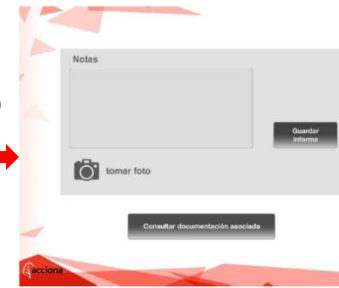 Notas
Guardar
informe
tomar foto
Consultar documentación asociada
acciona